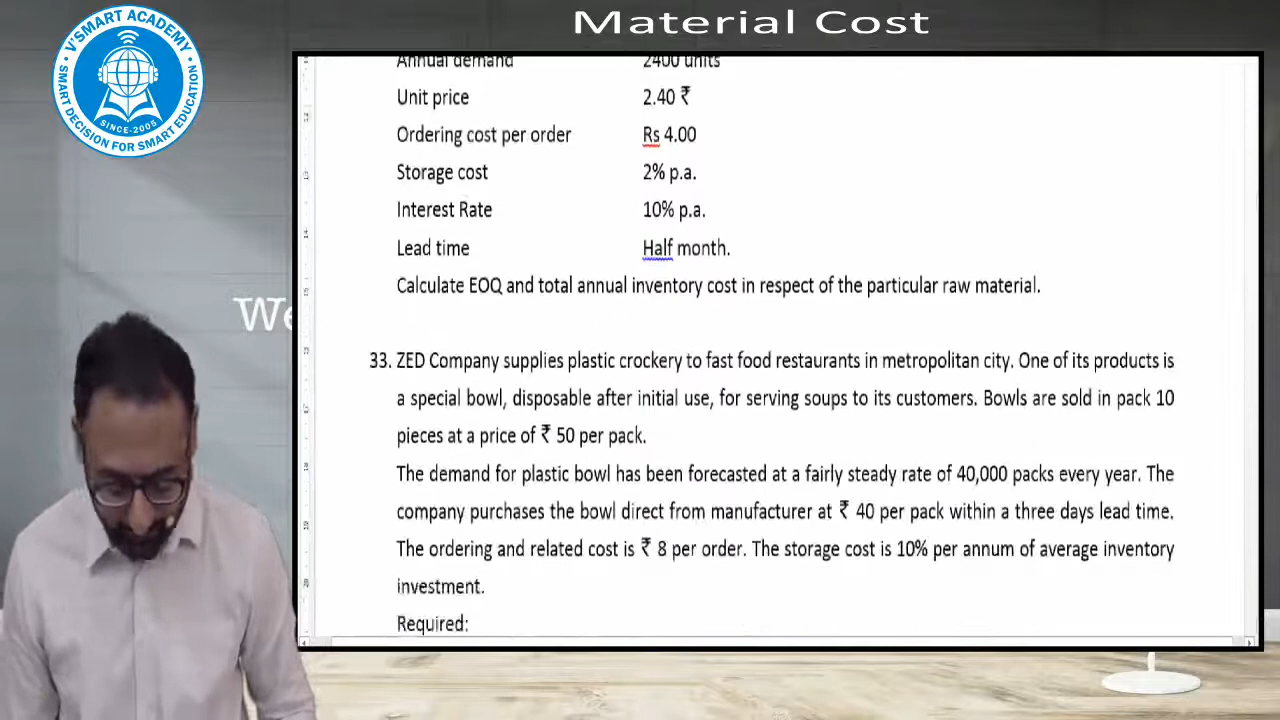 Material Cost
V'SMART ACADEMY
SINCE-2005
SMART DECISION FOR SMART EDUCATION
We
Annual demand 2400 units
Unit price 2.40 ₹
Ordering cost per order Rs 4.00
Storage cost 2% p.a.
Interest Rate 10% p.a.
Lead time Half month.
Calculate EOQ and total annual inventory cost in respect of the particular raw material.
33. ZED Company supplies plastic crockery to fast food restaurants in metropolitan city. One of its products is
a special bowl, disposable after initial use, for serving soups to its customers. Bowls are sold in pack 10
pieces at a price of ₹ 50 per pack.
The demand for plastic bowl has been forecasted at a fairly steady rate of 40,000 packs every year. The
company purchases the bowl direct from manufacturer at ₹ 40 per pack within a three days lead time.
The ordering and related cost is ₹ 8 per order. The storage cost is 10% per annum of average inventory
investment.
Required: